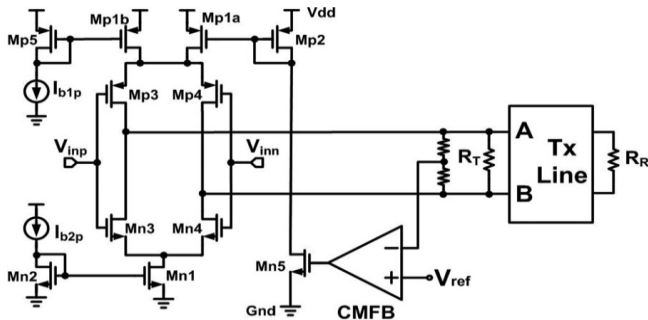 Mp1b Mp1a Vdd
Mp5 Mp2
Ib1p
Mp3 Mp4
Vinp Vinn
RT
A
B
Tx
Line
RR
Ib2p
Mn3 Mn4
Mn2 Mn1
Mn5
−
+
Vref
Gnd CMFB